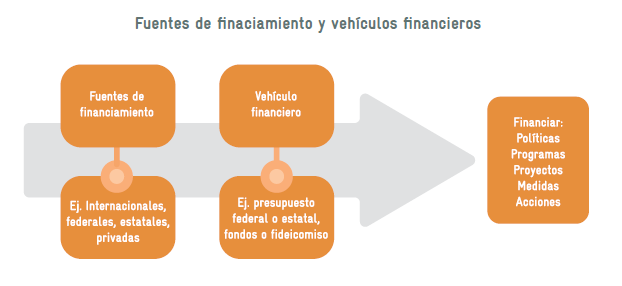 Fuentes de finaciamiento y vehículos financieros
Fuentes de
financiamiento
Vehículo
financiero
Ej. Internacionales,
federales, estatales,
privadas
Ej. presupuesto
federal o estatal,
fondos o fideicomiso
Financiar:
Políticas
Programas
Proyectos
Medidas
Acciones